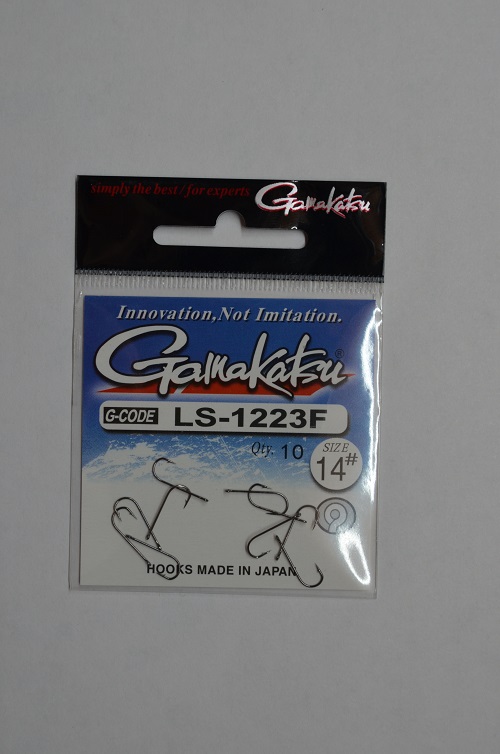 simply the best / for experts Gamakatsu
Innovation, Not Imitation.
Gamakatsu®
G-CODE LS-1223F
Qty. 10
SIZE
14#
HOOKS MADE IN JAPAN